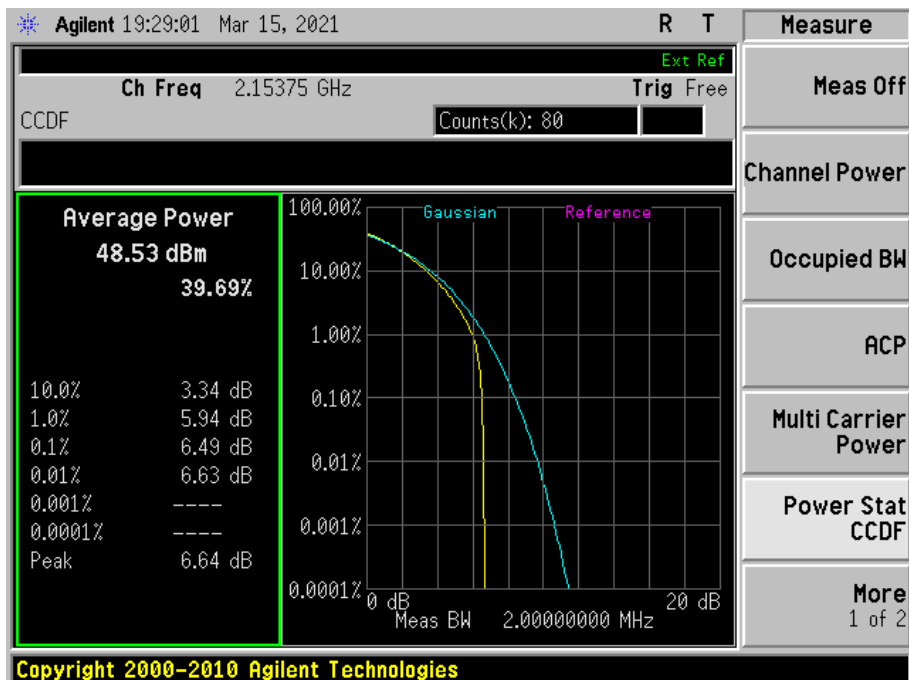 Agilent 19:29:01 Mar 15, 2021 R T
Ext Ref
Ch Freq 2.15375 GHz Trig Free
CCDF Counts(k): 80
Average Power
48.53 dBm
39.69%
10.0% 3.34 dB
1.0% 5.94 dB
0.1% 6.49 dB
0.01% 6.63 dB
0.001% ----
0.0001% ----
Peak 6.64 dB
Gaussian Reference
100.00%
10.00%
1.00%
0.10%
0.01%
0.001%
0.0001%
0 dB 20 dB
Meas BW 2.00000000 MHz
Measure
Meas Off
Channel Power
Occupied BW
ACP
Multi Carrier
Power
Power Stat
CCDF
More
1 of 2
Copyright 2000-2010 Agilent Technologies